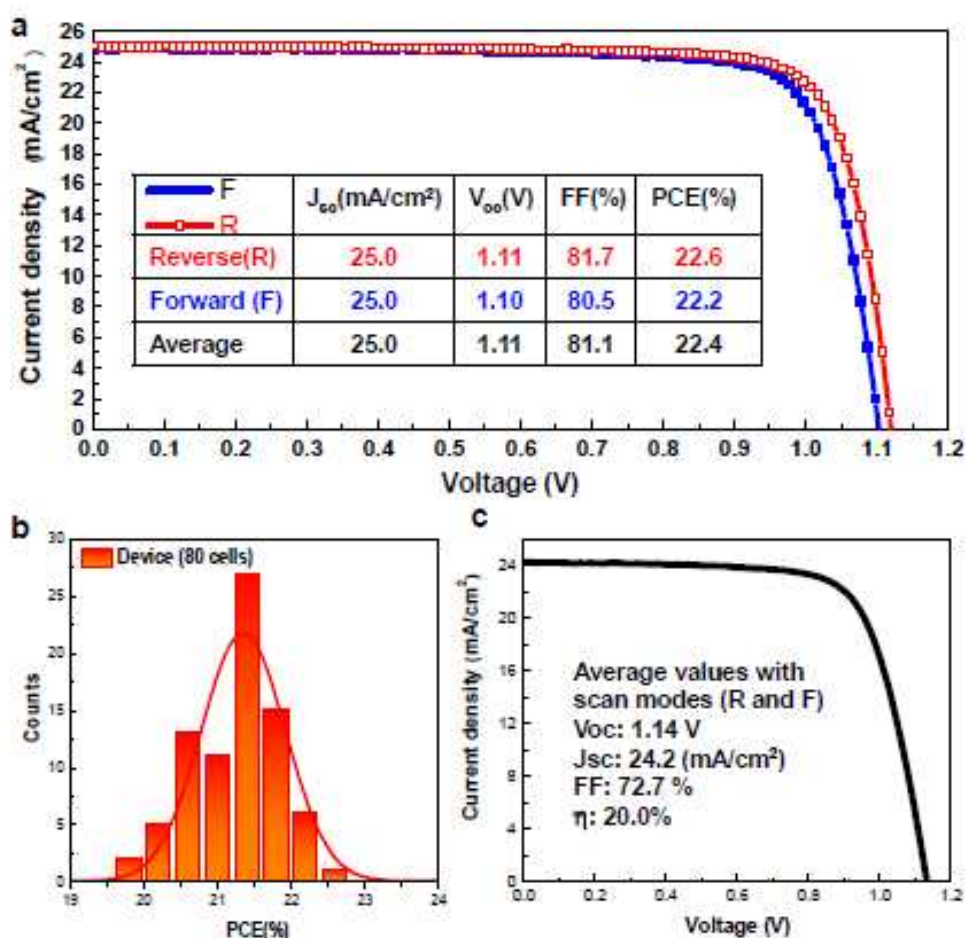 a
26
24
22
20
18
16
14
12
10
8
6
4
2
0
Current density (mA/cm²)
F
R
J_sc(mA/cm²) V_oc(V) FF(%) PCE(%)
Reverse(R) 25.0 1.11 81.7 22.6
Forward (F) 25.0 1.10 80.5 22.2
Average 25.0 1.11 81.1 22.4
0.0 0.1 0.2 0.3 0.4 0.5 0.6 0.7 0.8 0.9 1.0 1.1 1.2
Voltage (V)
b
30
25
20
15
10
5
0
Counts
Device (80 cells)
19 20 21 22 23 24
PCE(%)
c
24
20
16
12
8
4
0
Current density (mA/cm²)
Average values with
scan modes (R and F)
Voc: 1.14 V
Jsc: 24.2 (mA/cm²)
FF: 72.7 %
η: 20.0%
0.0 0.2 0.4 0.6 0.8 1.0 1.2
Voltage (V)